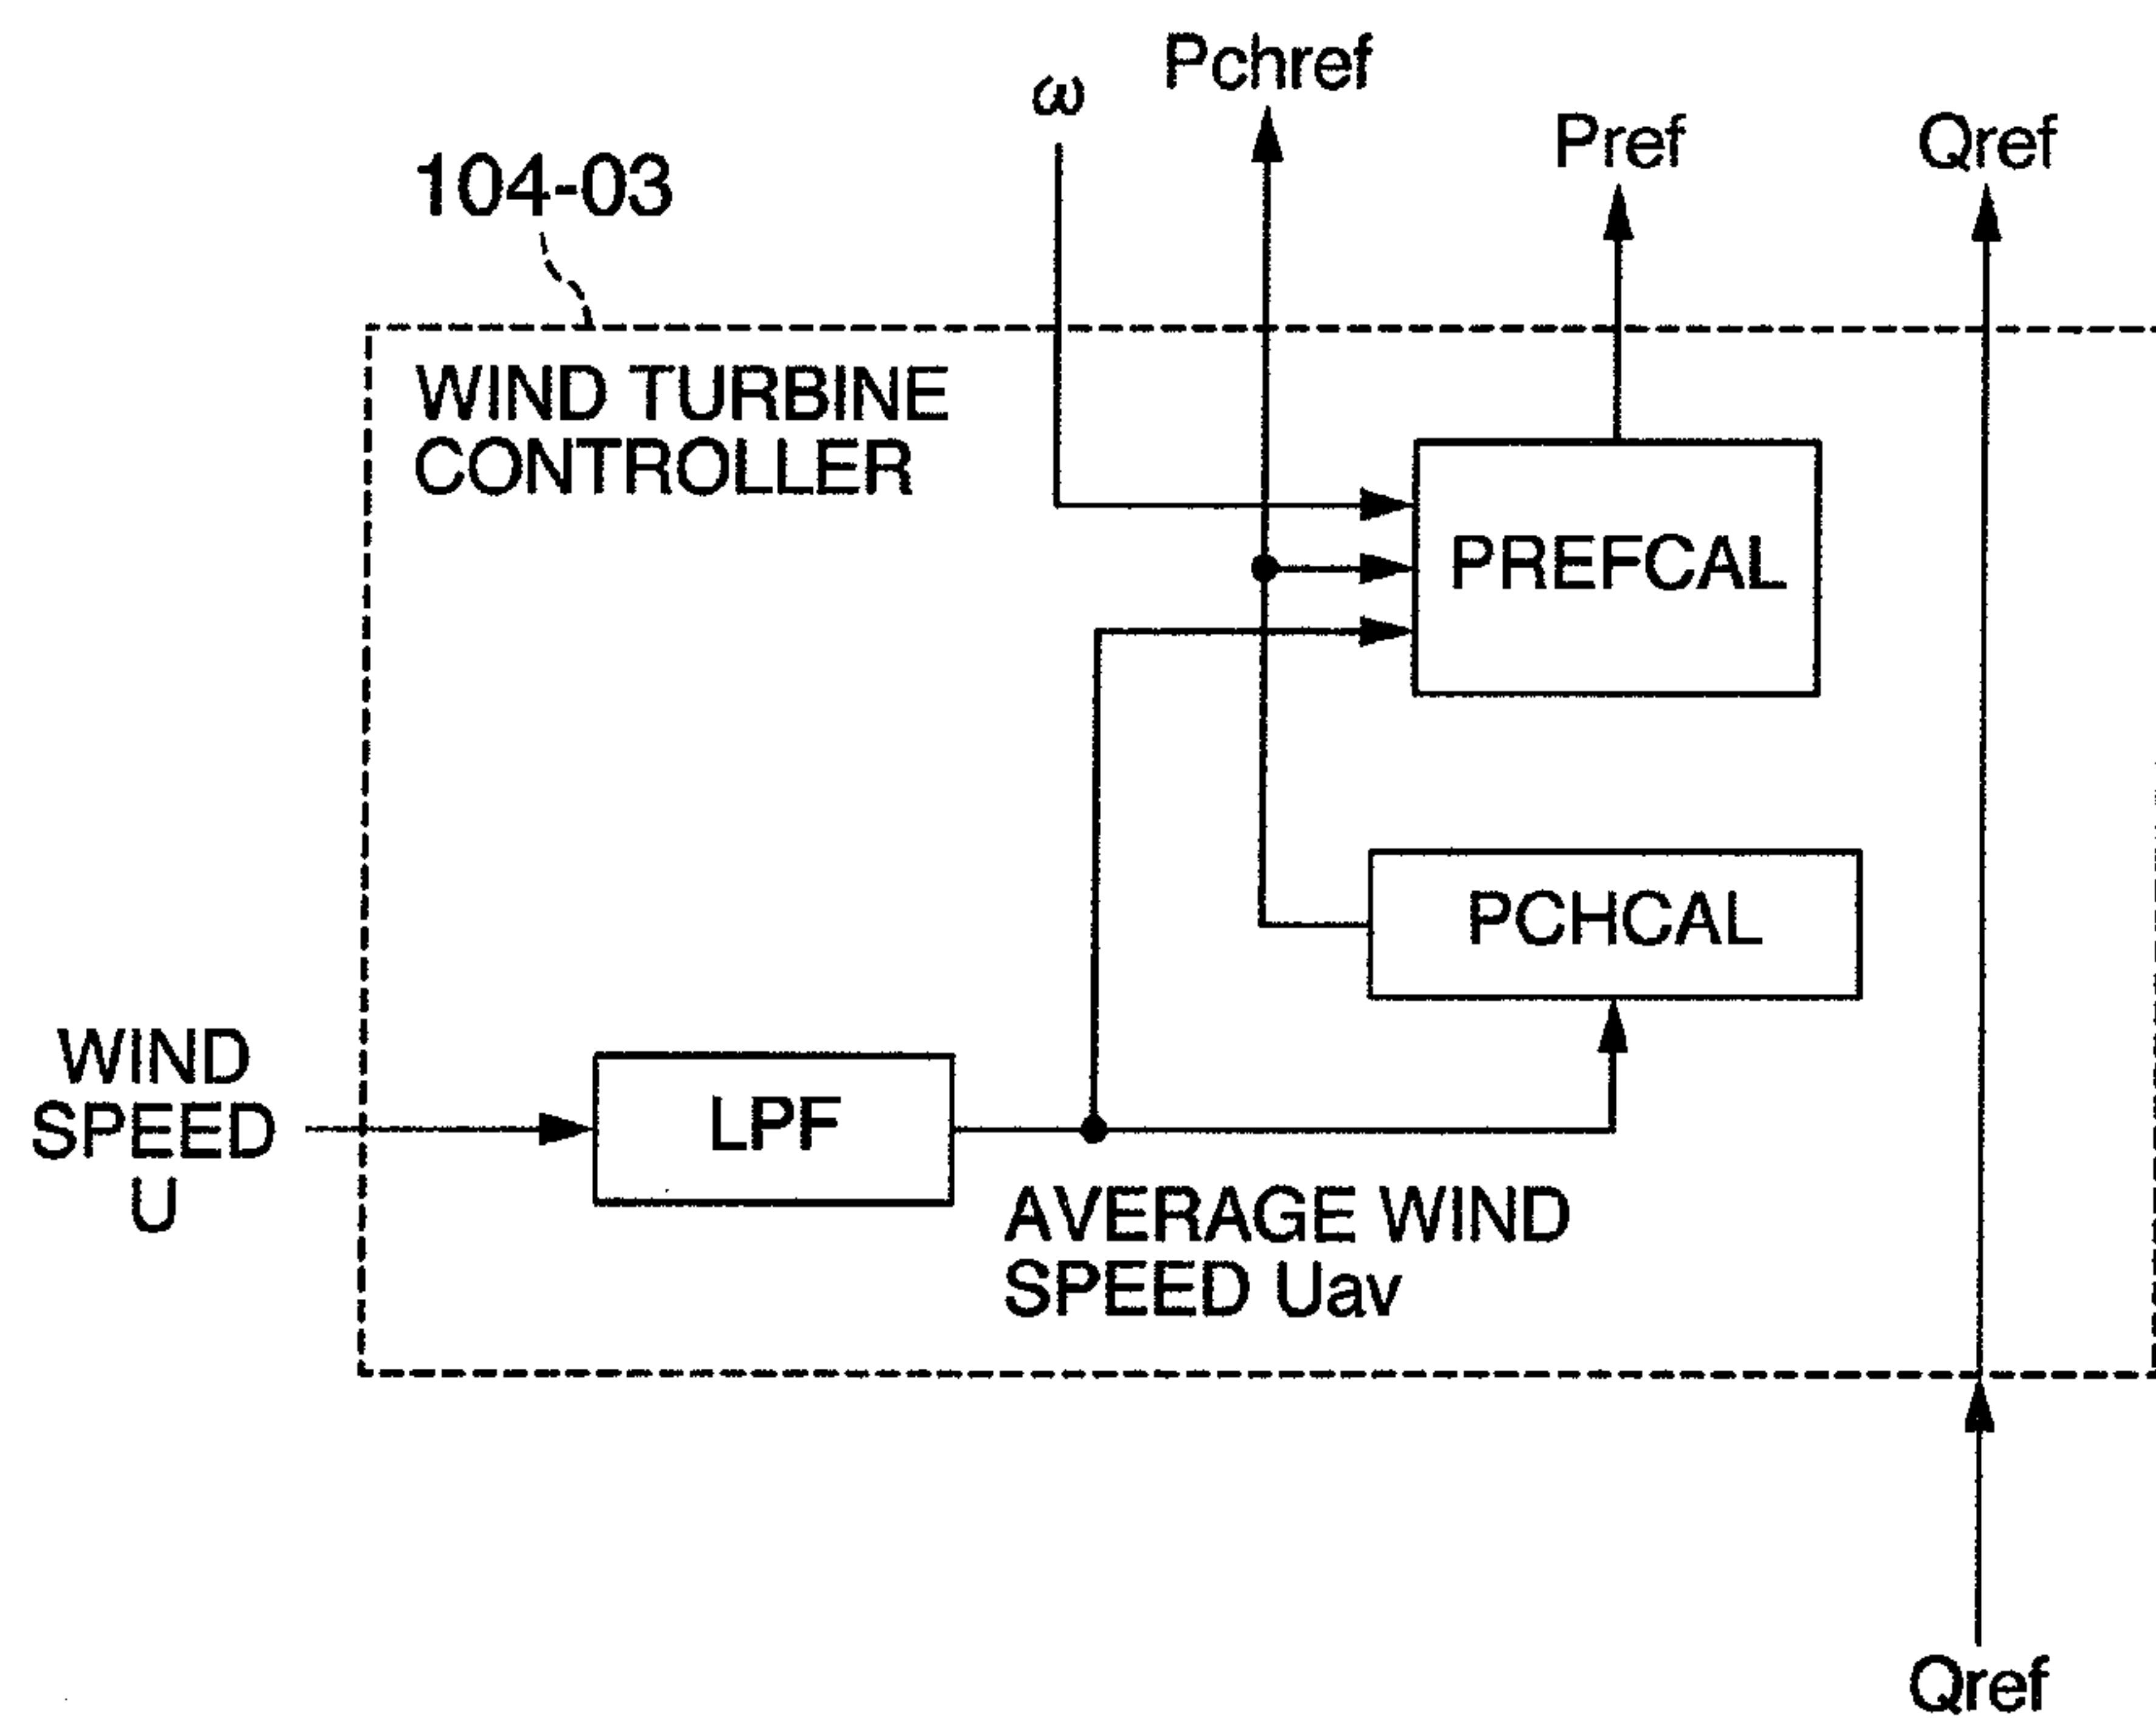 Pchref
ω
Pref
Qref
104-03
WIND TURBINE
CONTROLLER
PREFCAL
PCHCAL
WIND
SPEED
U
LPF
AVERAGE WIND
SPEED Uav
Qref